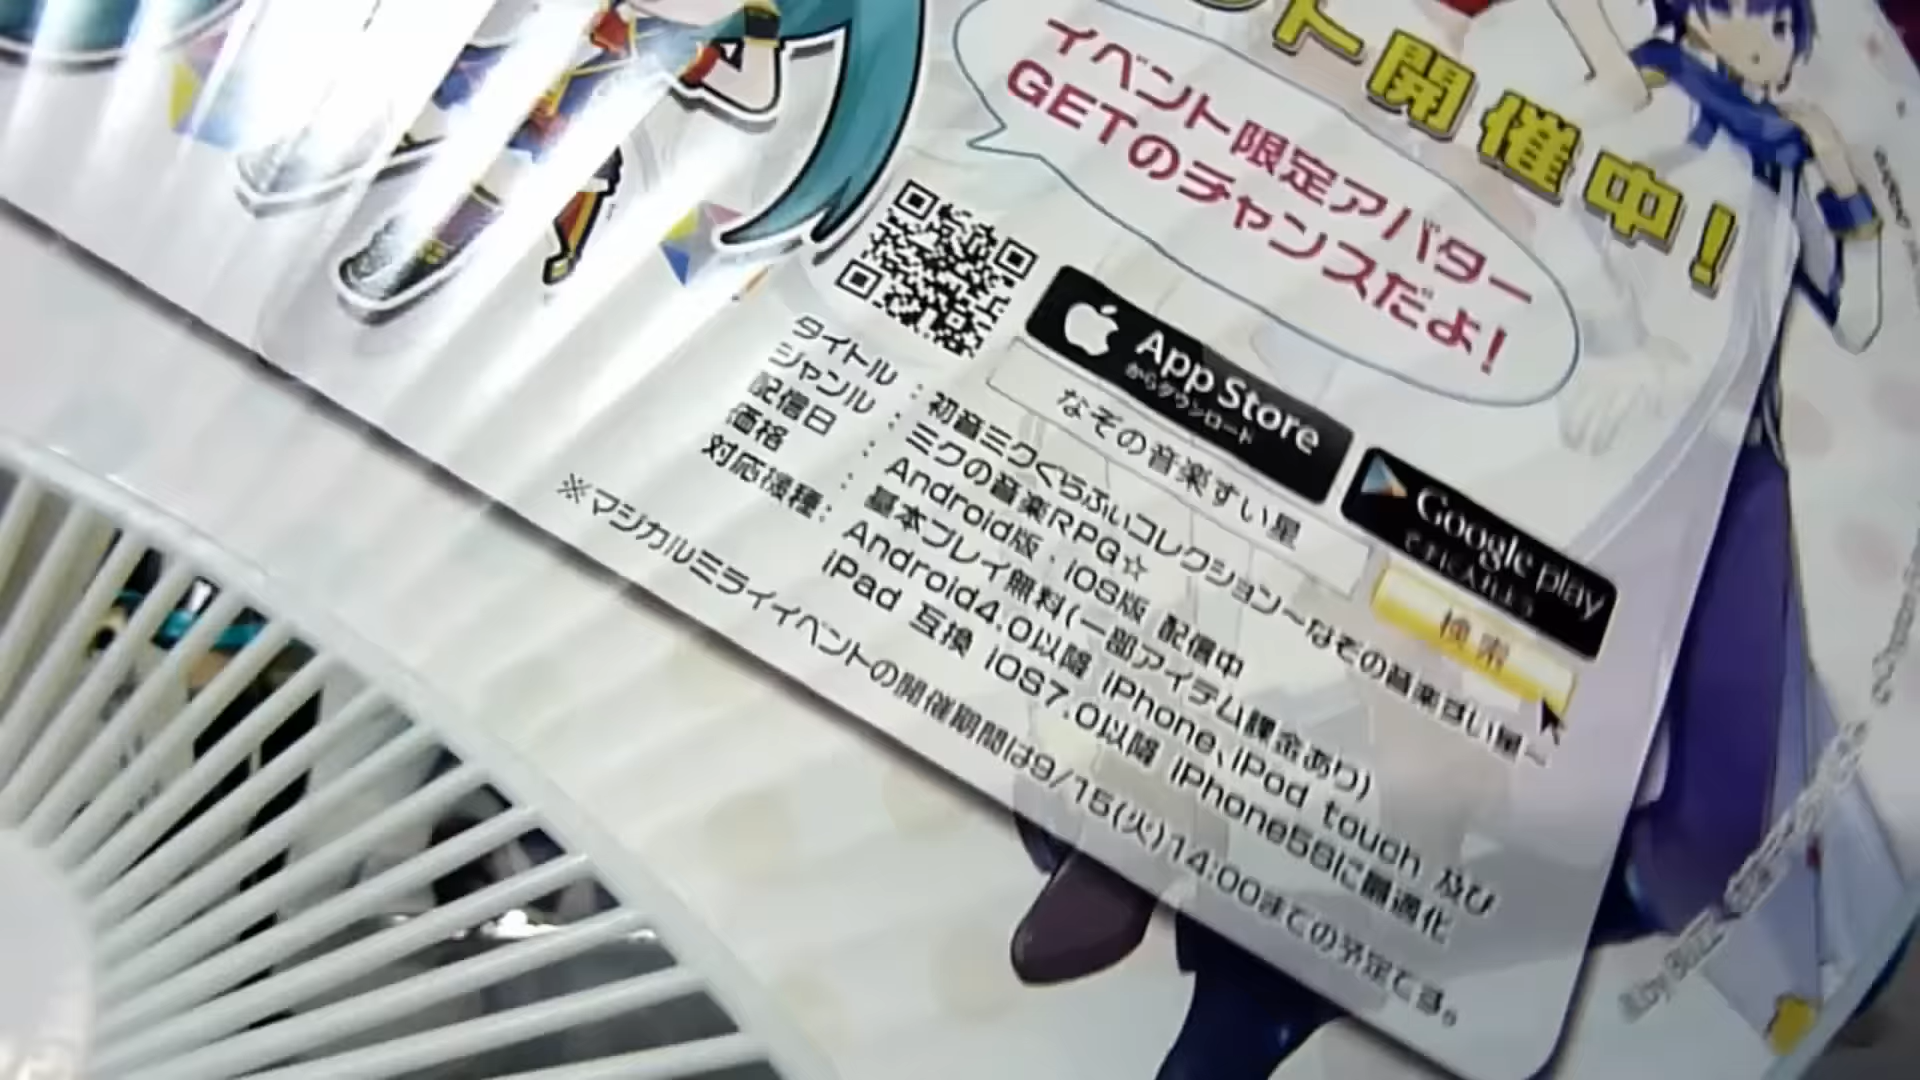 ト開催中！
イベント限定アバター
GETのチャンスだよ！
App Store
からダウンロード
Google play
で手に入れよう
なぞの音楽すい星
検索
タイトル：初音ミクぐらふぃコレクション～なぞの音楽すい星～
ジャンル：ミクの音楽RPG☆
配信日：Android版・iOS版 配信中
価格：基本プレイ無料(一部アイテム課金あり)
対応機種：Android4.0以降 iPhone、iPod touch 及び
iPad 互換 iOS7.0以降 iPhone5Sに最適化
※マジカルミライイベントの開催期間は9/15(火)14:00までの予定です。